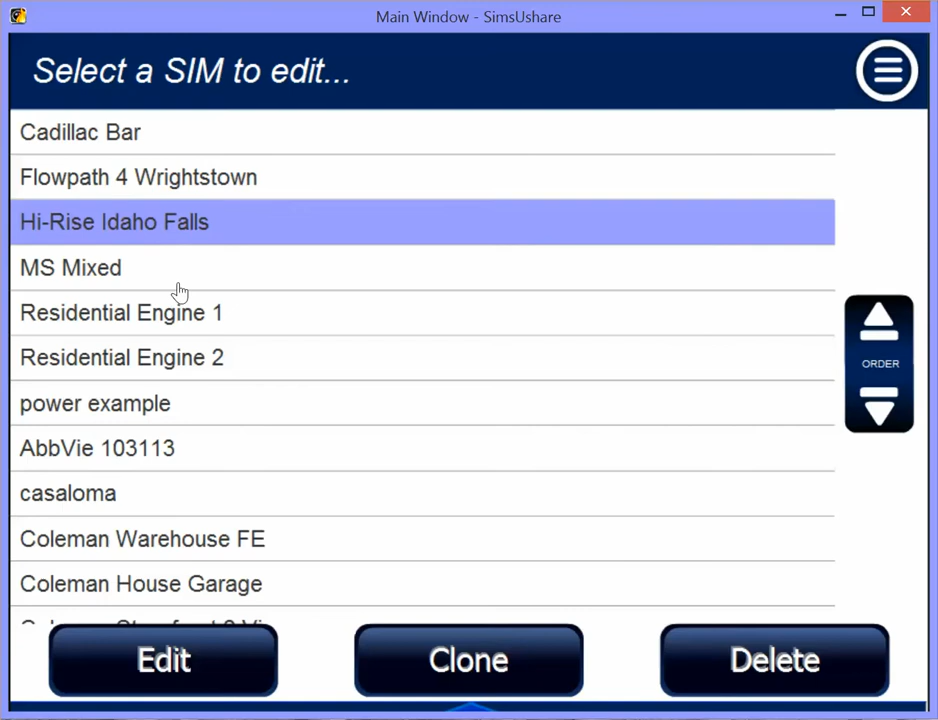 Main Window - SimsUshare
Select a SIM to edit...
Cadillac Bar
Flowpath 4 Wrightstown
Hi-Rise Idaho Falls
MS Mixed
Residential Engine 1
Residential Engine 2
power example
AbbVie 103113
casaloma
Coleman Warehouse FE
Coleman House Garage
ORDER
Edit
Clone
Delete